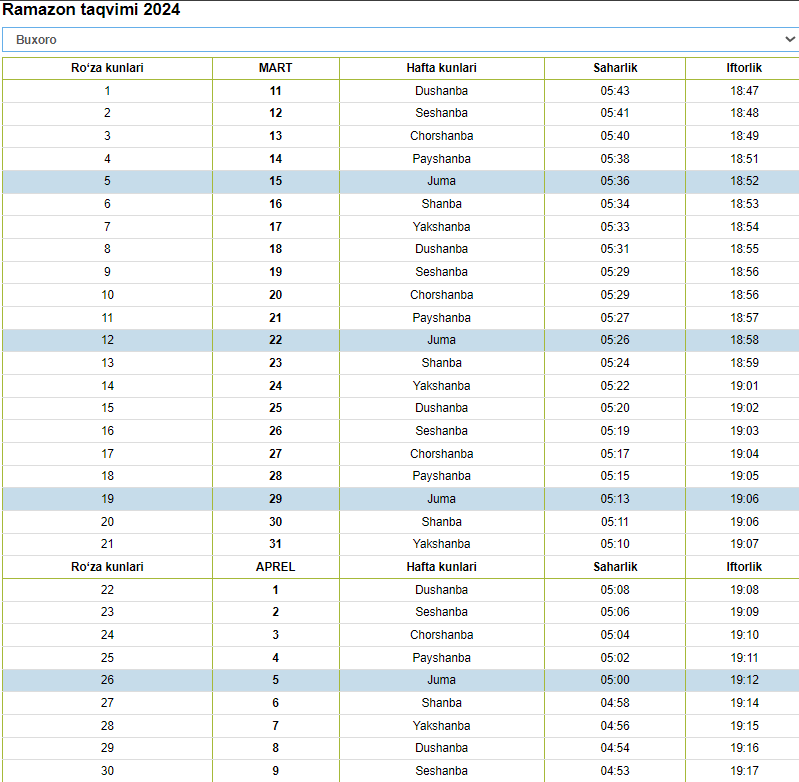 Ramazon taqvimi 2024
Buxoro
Roʻza kunlari MART Hafta kunlari Saharlik Iftorlik
1 11 Dushanba 05:43 18:47
2 12 Seshanba 05:41 18:48
3 13 Chorshanba 05:40 18:49
4 14 Payshanba 05:38 18:51
5 15 Juma 05:36 18:52
6 16 Shanba 05:34 18:53
7 17 Yakshanba 05:33 18:54
8 18 Dushanba 05:31 18:55
9 19 Seshanba 05:29 18:56
10 20 Chorshanba 05:29 18:56
11 21 Payshanba 05:27 18:57
12 22 Juma 05:26 18:58
13 23 Shanba 05:24 18:59
14 24 Yakshanba 05:22 19:01
15 25 Dushanba 05:20 19:02
16 26 Seshanba 05:19 19:03
17 27 Chorshanba 05:17 19:04
18 28 Payshanba 05:15 19:05
19 29 Juma 05:13 19:06
20 30 Shanba 05:11 19:06
21 31 Yakshanba 05:10 19:07
Roʻza kunlari APREL Hafta kunlari Saharlik Iftorlik
22 1 Dushanba 05:08 19:08
23 2 Seshanba 05:06 19:09
24 3 Chorshanba 05:04 19:10
25 4 Payshanba 05:02 19:11
26 5 Juma 05:00 19:12
27 6 Shanba 04:58 19:14
28 7 Yakshanba 04:56 19:15
29 8 Dushanba 04:54 19:16
30 9 Seshanba 04:53 19:17